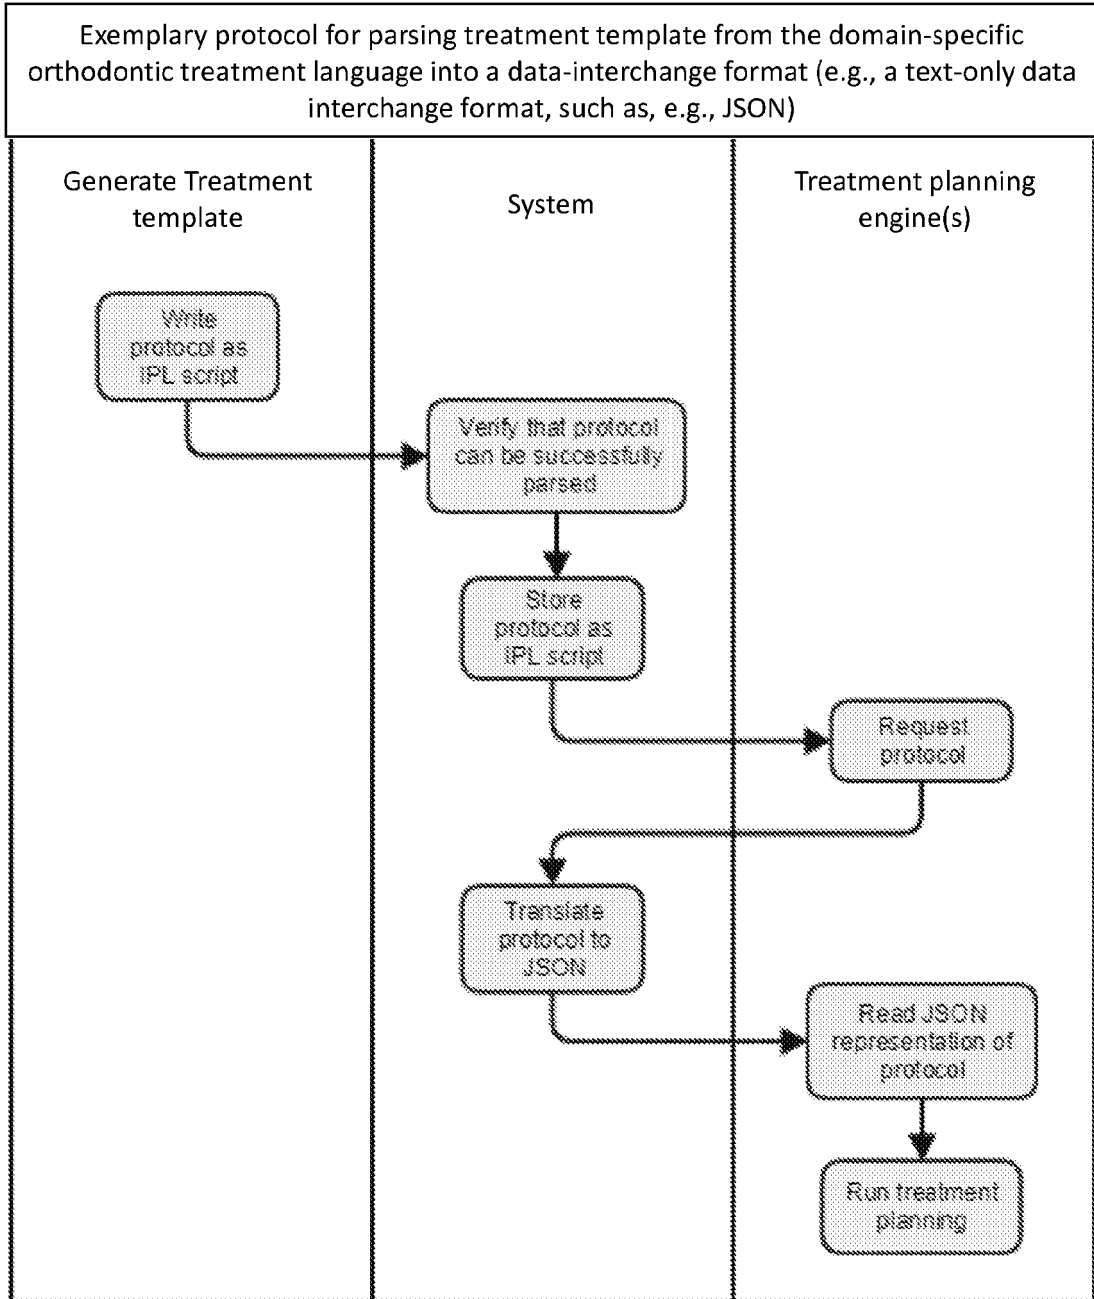 Exemplary protocol for parsing treatment template from the domain-specific
orthodontic treatment language into a data-interchange format (e.g., a text-only data
interchange format, such as, e.g., JSON)
Generate Treatment
template
System
Treatment planning
engine(s)
Write
protocol as
IPL script
Verify that protocol
can be successfully
parsed
Store
protocol as
IPL script
Request
protocol
Translate
protocol to
JSON
Read JSON
representation of
protocol
Run treatment
planning